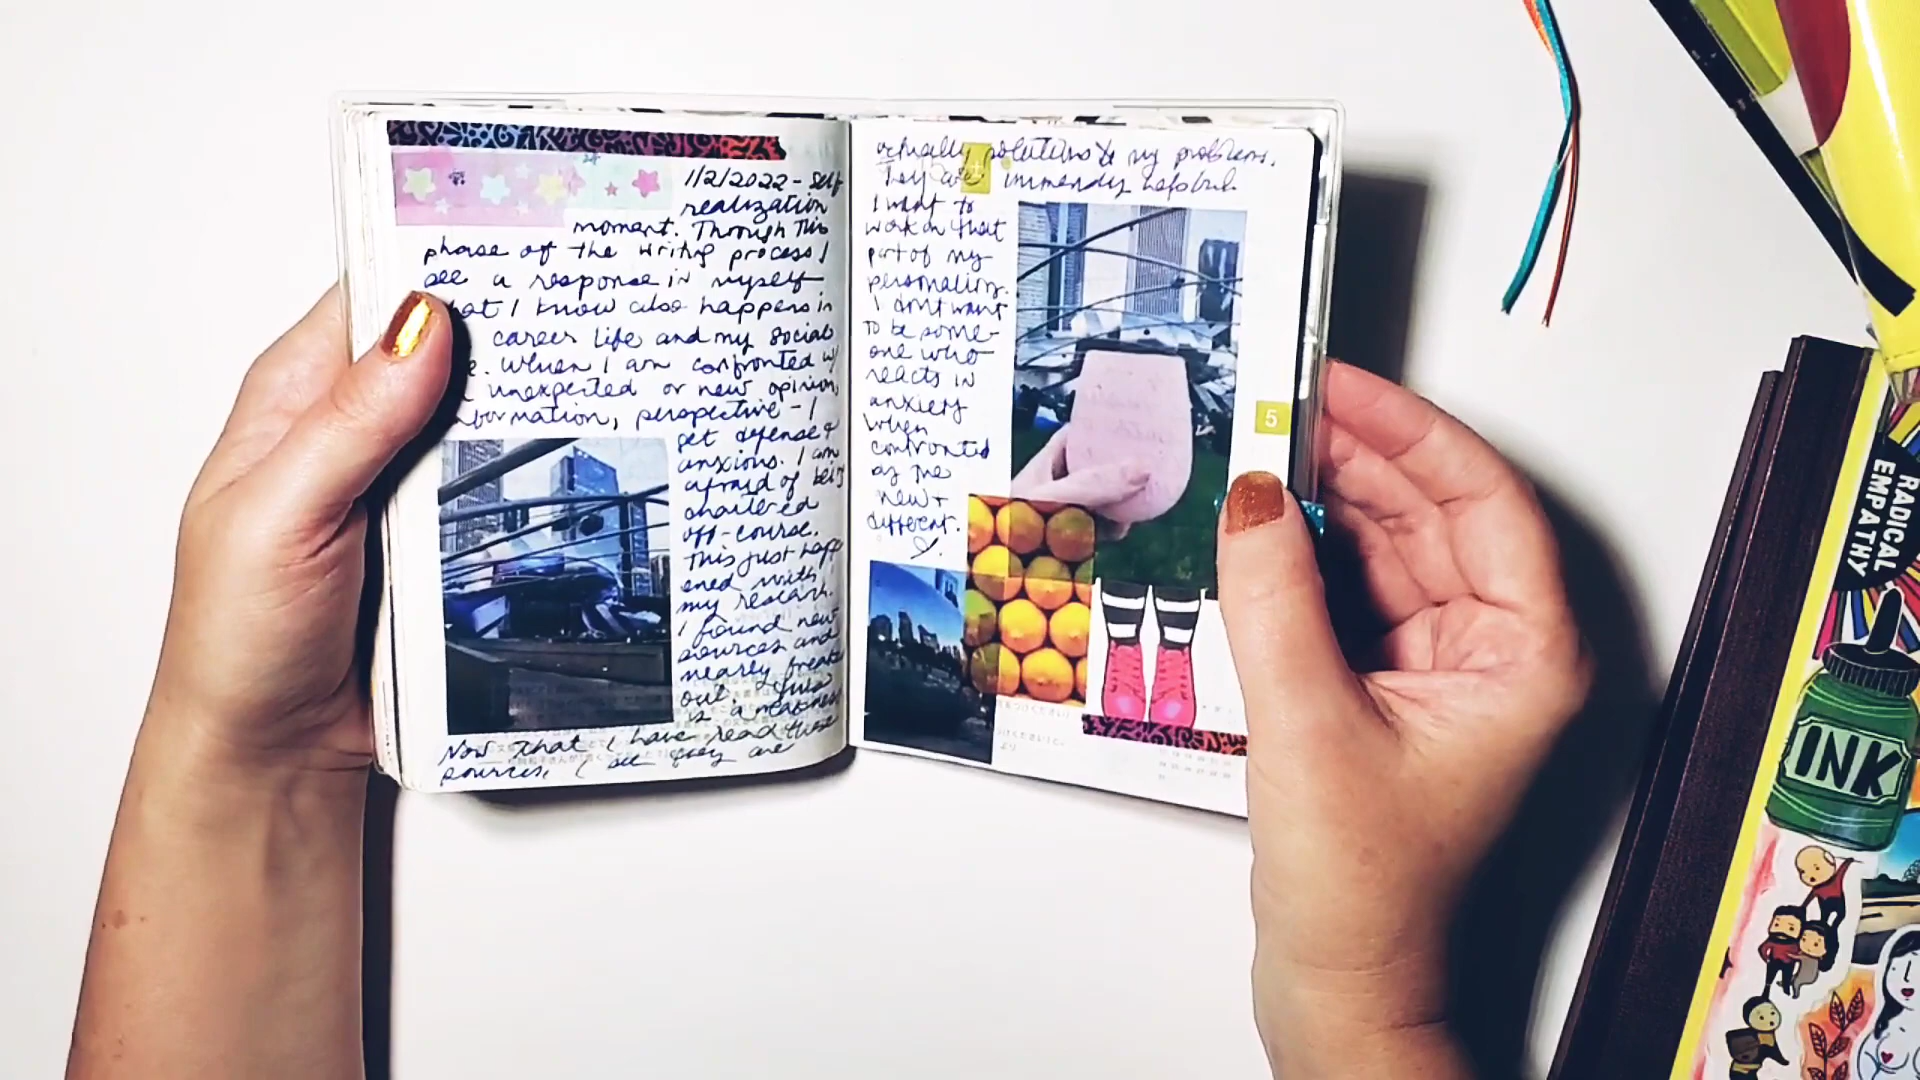 1/2/2022 - Self
realization
moment. Through this
phase of the writing process I
see a response in myself
that I know also happens in
career life and my social
When I am confronted w/
unexpected or new opinion,
formation, perspective - I
get defense +
anxious. I am
afraid of being
off-course.
This just happ
ened with
my research.
I found new
sources and
nearly freaked
out. This
is a
Now that I have read these
sources, I see they are
actually solutions to my problems.
They are immensely helpful.
I want to
work on that
part of my
personality.
I don't want
to be some-
one who
reacts in
anxiety
when
confronted
by the
new +
different.
5
RADICAL
EMPATHY
INK